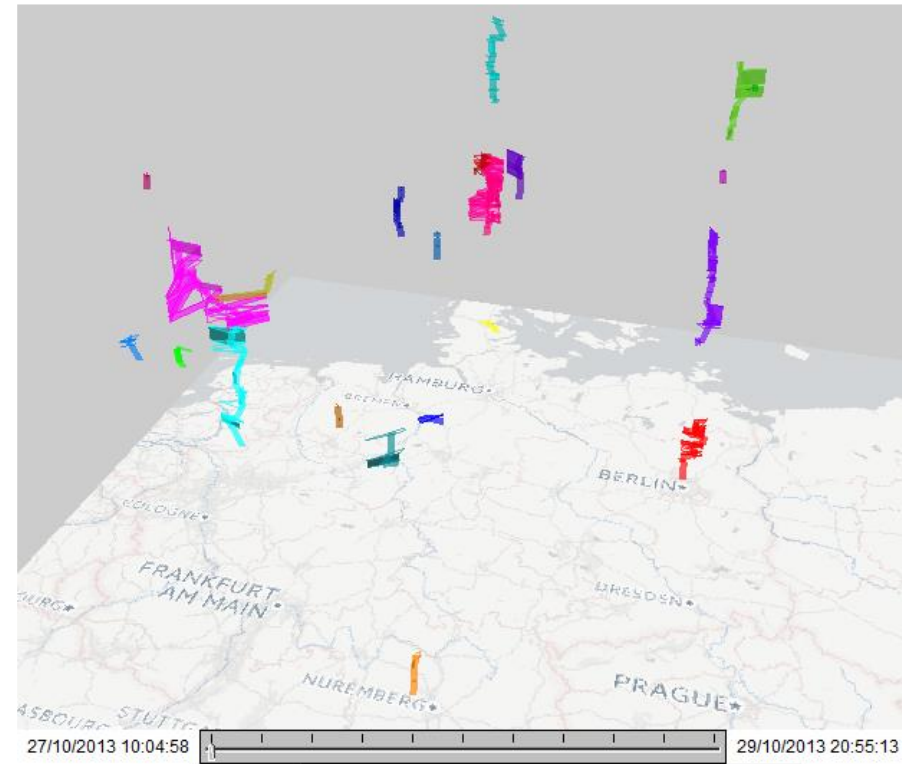 HAMBURG
BREMEN
BERLIN
COLOGNE
FRANKFURT
AM MAIN
DRESDEN
NUREMBERG
PRAGUE
27/10/2013 10:04:58
29/10/2013 20:55:13